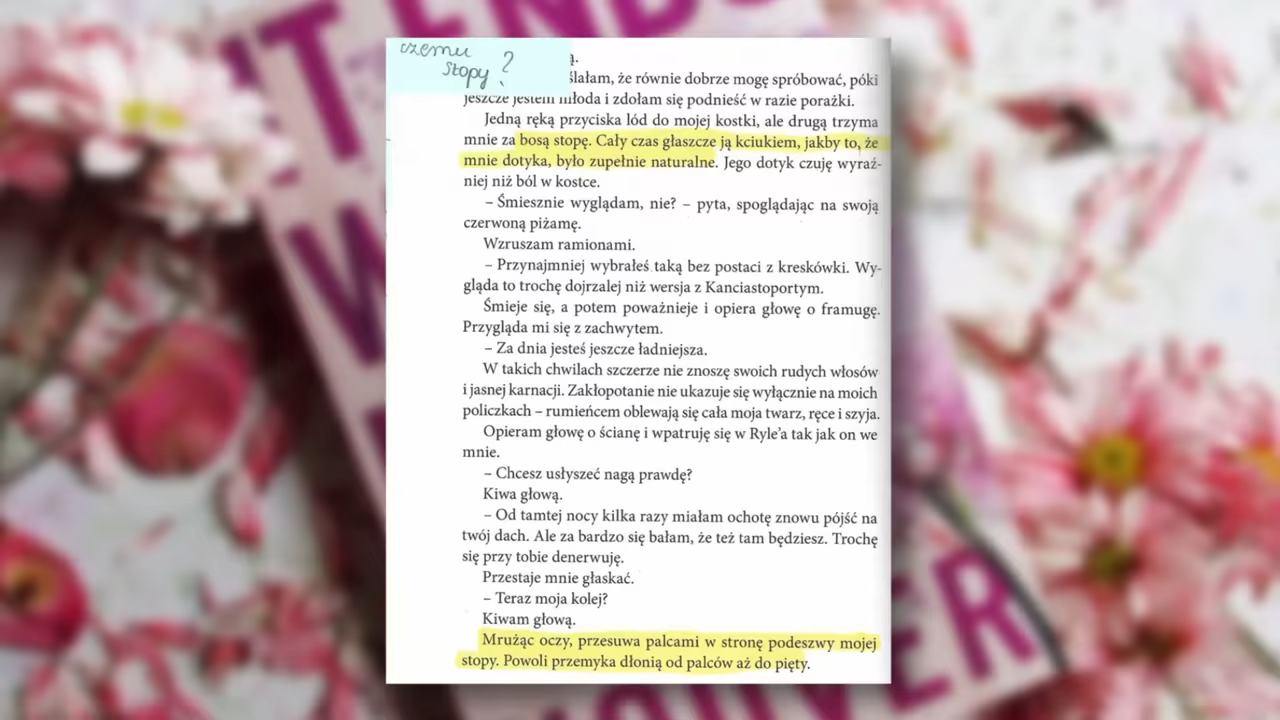 czemu
stopy?
ą.
ślałam, że równie dobrze mogę spróbować, póki
jeszcze jestem młoda i zdołam się podnieść w razie porażki.
Jedną ręką przyciska lód do mojej kostki, ale drugą trzyma
mnie za bosą stopę. Cały czas głaszcze ją kciukiem, jakby to, że
mnie dotyka, było zupełnie naturalne. Jego dotyk czuję wyraź-
niej niż ból w kostce.
– Śmiesznie wyglądam, nie? – pyta, spoglądając na swoją
czerwoną piżamę.
Wzruszam ramionami.
– Przynajmniej wybrałeś taką bez postaci z kreskówki. Wy-
gląda to trochę dojrzalej niż wersja z Kanciastoportym.
Śmieje się, a potem poważnieje i opiera głowę o framugę.
Przygląda mi się z zachwytem.
– Za dnia jesteś jeszcze ładniejsza.
W takich chwilach szczerze nie znoszę swoich rudych włosów
i jasnej karnacji. Zakłopotanie nie ukazuje się wyłącznie na moich
policzkach – rumieńcem oblewają się cała moja twarz, ręce i szyja.
Opieram głowę o ścianę i wpatruję się w Ryle’a tak jak on we
mnie.
– Chcesz usłyszeć nagą prawdę?
Kiwa głową.
– Od tamtej nocy kilka razy miałam ochotę znowu pójść na
twój dach. Ale za bardzo się bałam, że też tam będziesz. Trochę
się przy tobie denerwuję.
Przestaje mnie głaskać.
– Teraz moja kolej?
Kiwam głową.
Mrużąc oczy, przesuwa palcami w stronę podeszwy mojej
stopy. Powoli przemyka dłonią od palców aż do pięty.